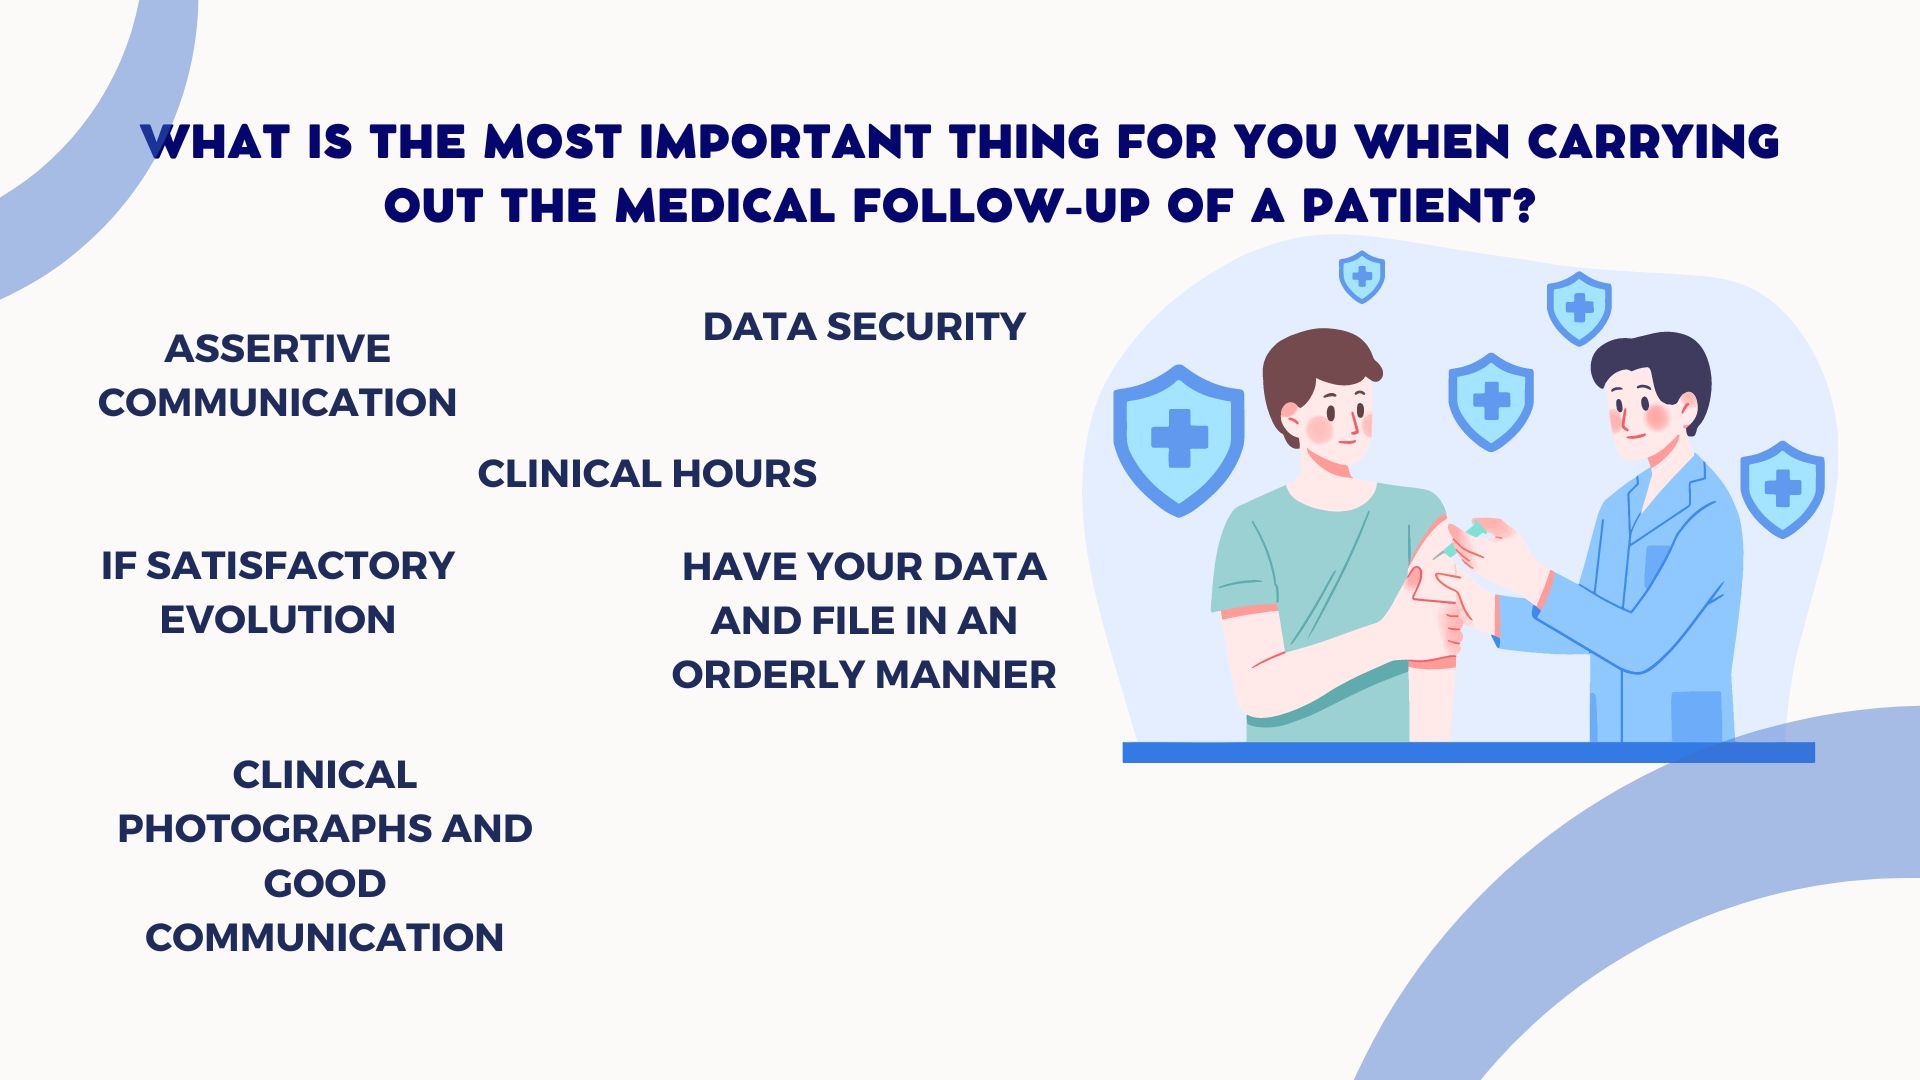 WHAT IS THE MOST IMPORTANT THING FOR YOU WHEN CARRYING
OUT THE MEDICAL FOLLOW-UP OF A PATIENT?
ASSERTIVE
COMMUNICATION
DATA SECURITY
CLINICAL HOURS
IF SATISFACTORY
EVOLUTION
HAVE YOUR DATA
AND FILE IN AN
ORDERLY MANNER
CLINICAL
PHOTOGRAPHS AND
GOOD
COMMUNICATION